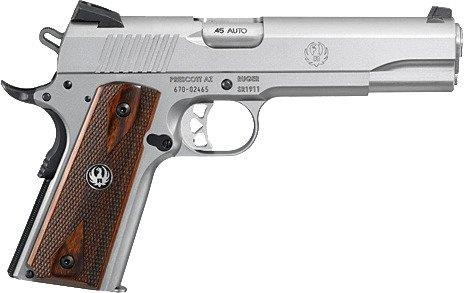 .45 AUTO
PRESCOTT AZ RUGER
670-02465 SR1911